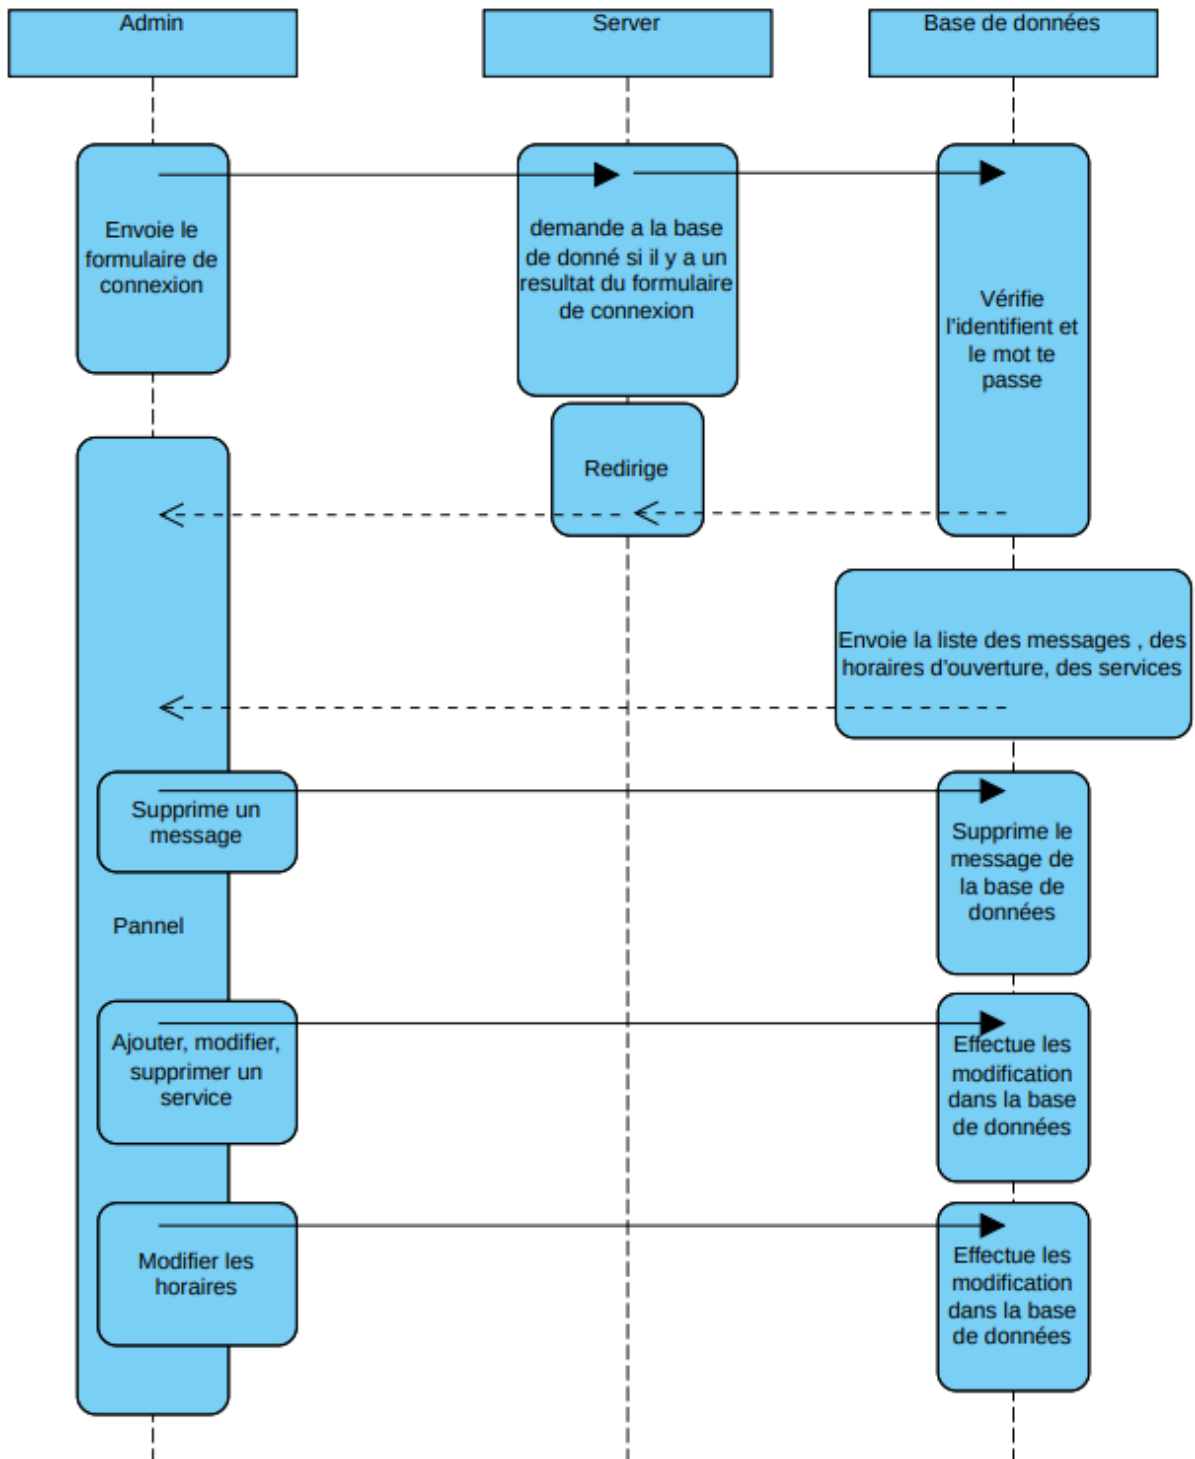 Admin
Server
Base de données
Envoie le
formulaire de
connexion
demande a la base
de donné si il y a un
resultat du formulaire
de connexion
Vérifie
l'identifient et
le mot te
passe
Redirige
Envoie la liste des messages , des
horaires d'ouverture, des services
Supprime un
message
Supprime le
message de
la base de
données
Pannel
Ajouter, modifier,
supprimer un
service
Effectue les
modification
dans la base
de données
Modifier les
horaires
Effectue les
modification
dans la base
de données